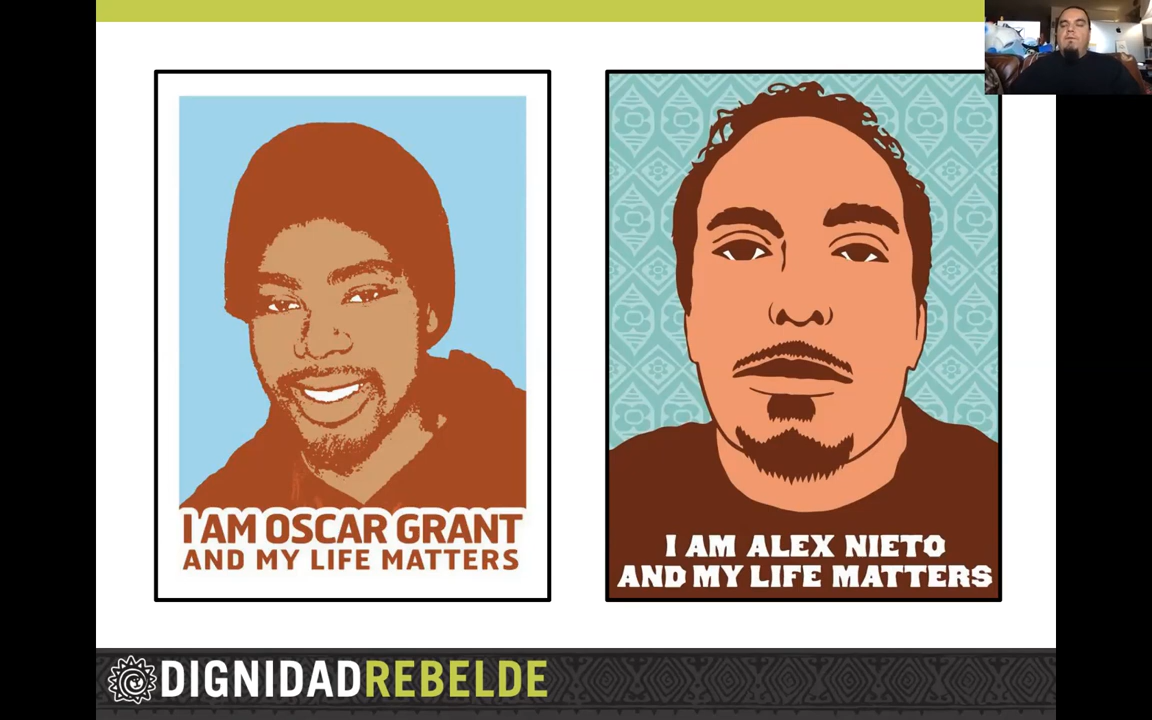 I AM OSCAR GRANT
AND MY LIFE MATTERS
I AM ALEX NIETO
AND MY LIFE MATTERS
DIGNIDADREBELDE